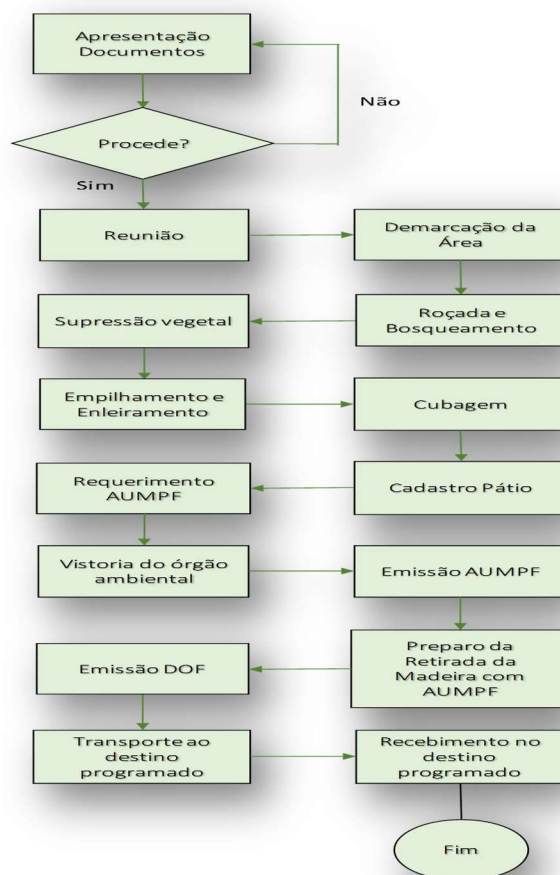 Apresentação
Documentos
Não
Procede?
Sim
Reunião
Demarcação da
Área
Roçada e
Bosqueamento
Supressão vegetal
Empilhamento e
Enleiramento
Cubagem
Cadastro Pátio
Requerimento
AUMPF
Vistoria do órgão
ambiental
Emissão AUMPF
Preparo da
Retirada da
Madeira com
AUMPF
Emissão DOF
Transporte ao
destino
programado
Recebimento no
destino
programado
Fim